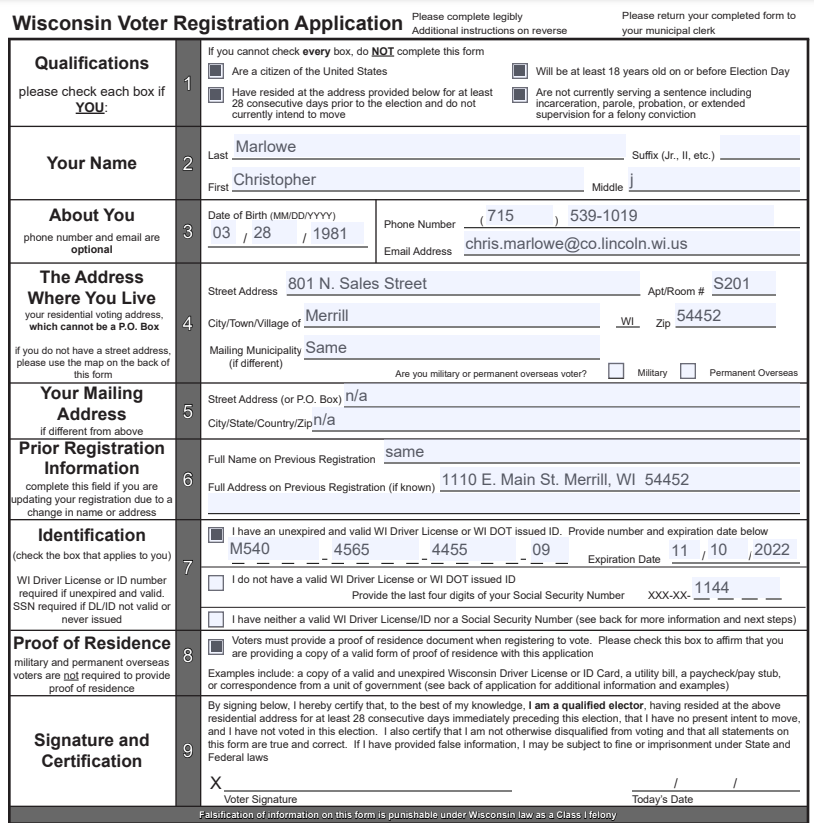 Wisconsin Voter Registration Application
Please complete legibly
Additional instructions on reverse
Please return your completed form to
your municipal clerk
Qualifications
please check each box if
YOU:
1
If you cannot check every box, do NOT complete this form
Are a citizen of the United States
Will be at least 18 years old on or before Election Day
Have resided at the address provided below for at least
28 consecutive days prior to the election and do not
currently intend to move
Are not currently serving a sentence including
incarceration, parole, probation, or extended
supervision for a felony conviction
Your Name
2
Last Marlowe Suffix (Jr., II, etc.)
First Christopher Middle j
About You
phone number and email are
optional
3
Date of Birth (MM/DD/YYYY)
03 / 28 / 1981
Phone Number ( 715 ) 539-1019
Email Address chris.marlowe@co.lincoln.wi.us
The Address
Where You Live
your residential voting address,
which cannot be a P.O. Box
if you do not have a street address,
please use the map on the back of
this form
4
Street Address 801 N. Sales Street Apt/Room # S201
City/Town/Village of Merrill WI Zip 54452
Mailing Municipality Same
(if different)
Are you military or permanent overseas voter? Military Permanent Overseas
Your Mailing
Address
if different from above
5
Street Address (or P.O. Box) n/a
City/State/Country/Zip n/a
Prior Registration
Information
complete this field if you are
updating your registration due to a
change in name or address
6
Full Name on Previous Registration same
Full Address on Previous Registration (if known) 1110 E. Main St. Merrill, WI 54452
Identification
(check the box that applies to you)
WI Driver License or ID number
required if unexpired and valid.
SSN required if DL/ID not valid or
never issued
7
I have an unexpired and valid WI Driver License or WI DOT issued ID. Provide number and expiration date below
M540 - 4565 - 4455 - 09 Expiration Date 11 / 10 / 2022
I do not have a valid WI Driver License or WI DOT issued ID
Provide the last four digits of your Social Security Number XXX-XX- 1144
I have neither a valid WI Driver License/ID nor a Social Security Number (see back for more information and next steps)
Proof of Residence
military and permanent overseas
voters are not required to provide
proof of residence
8
Voters must provide a proof of residence document when registering to vote. Please check this box to affirm that you
are providing a copy of a valid form of proof of residence with this application
Examples include: a copy of a valid and unexpired Wisconsin Driver License or ID Card, a utility bill, a paycheck/pay stub,
or correspondence from a unit of government (see back of application for additional information and examples)
Signature and
Certification
9
By signing below, I hereby certify that, to the best of my knowledge, I am a qualified elector, having resided at the above
residential address for at least 28 consecutive days immediately preceding this election, that I have no present intent to move,
and I have not voted in this election. I also certify that I am not otherwise disqualified from voting and that all statements on
this form are true and correct. If I have provided false information, I may be subject to fine or imprisonment under State and
Federal laws
X / /
Voter Signature Today's Date
Falsification of information on this form is punishable under Wisconsin law as a Class I felony